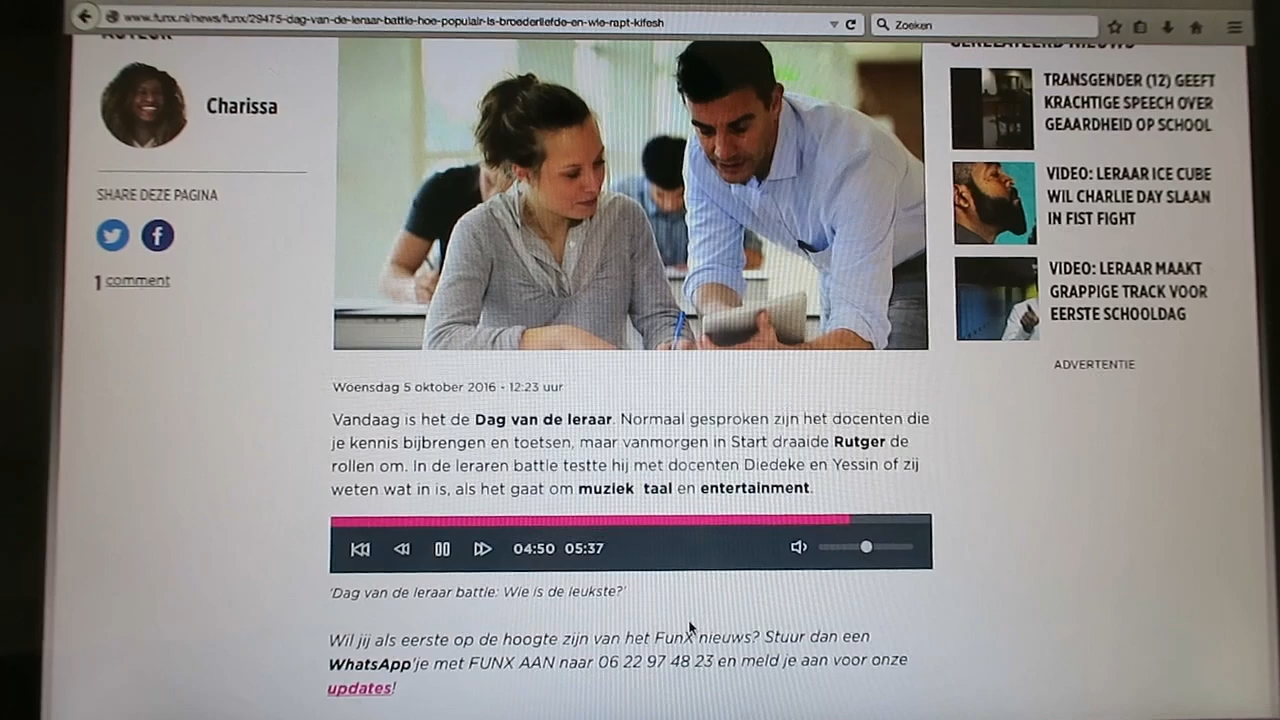 www.funx.nl/news/funx/29475-dag-van-de-leraar-battle-hoe-populair-is-broederliefde-en-wie-rapt-kifesh
Zoeken
AUTEUR
Charissa
SHARE DEZE PAGINA
1 comment
Woensdag 5 oktober 2016 - 12:23 uur
Vandaag is het de Dag van de leraar. Normaal gesproken zijn het docenten die
je kennis bijbrengen en toetsen, maar vanmorgen in Start draaide Rutger de
rollen om. In de leraren battle testte hij met docenten Diedeke en Yessin of zij
weten wat in is, als het gaat om muziek taal en entertainment.
04:50 05:37
'Dag van de leraar battle: Wie is de leukste?'
Wil jij als eerste op de hoogte zijn van het FunX nieuws? Stuur dan een
WhatsApp'je met FUNX AAN naar 06 22 97 48 23 en meld je aan voor onze
updates!
GERELATEERD NIEUWS
TRANSGENDER (12) GEEFT
KRACHTIGE SPEECH OVER
GEAARDHEID OP SCHOOL
VIDEO: LERAAR ICE CUBE
WIL CHARLIE DAY SLAAN
IN FIST FIGHT
VIDEO: LERAAR MAAKT
GRAPPIGE TRACK VOOR
EERSTE SCHOOLDAG
ADVERTENTIE